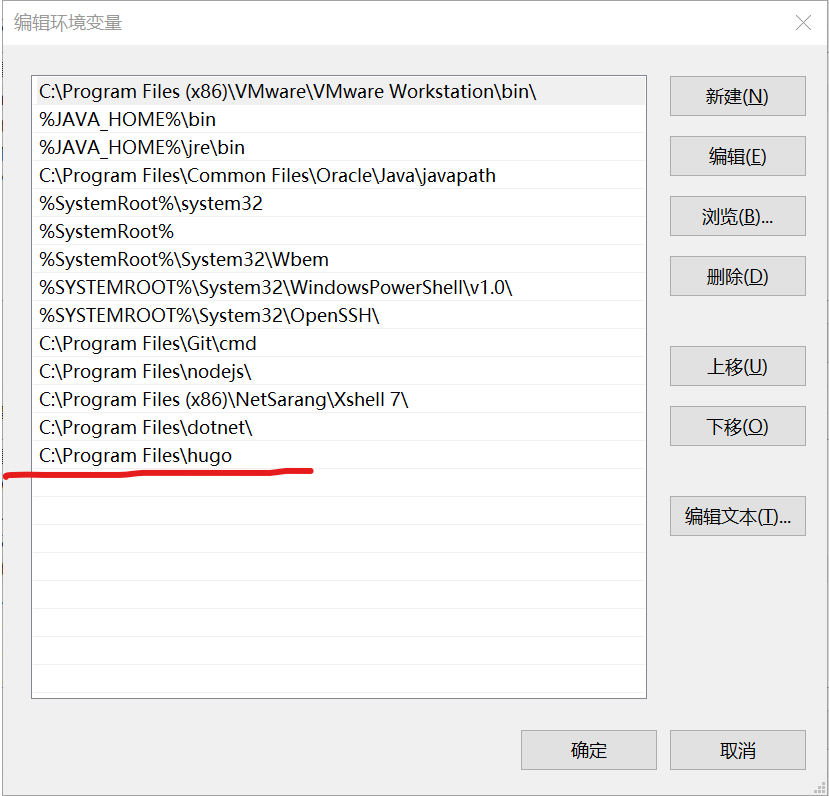 编辑环境变量
C:\Program Files (x86)\VMware\VMware Workstation\bin\
%JAVA_HOME%\bin
%JAVA_HOME%\jre\bin
C:\Program Files\Common Files\Oracle\Java\javapath
%SystemRoot%\system32
%SystemRoot%
%SystemRoot%\System32\Wbem
%SYSTEMROOT%\System32\WindowsPowerShell\v1.0\
%SYSTEMROOT%\System32\OpenSSH\
C:\Program Files\Git\cmd
C:\Program Files\nodejs\
C:\Program Files (x86)\NetSarang\Xshell 7\
C:\Program Files\dotnet\
C:\Program Files\hugo
新建(N)
编辑(E)
浏览(B)...
删除(D)
上移(U)
下移(O)
编辑文本(T)...
确定
取消